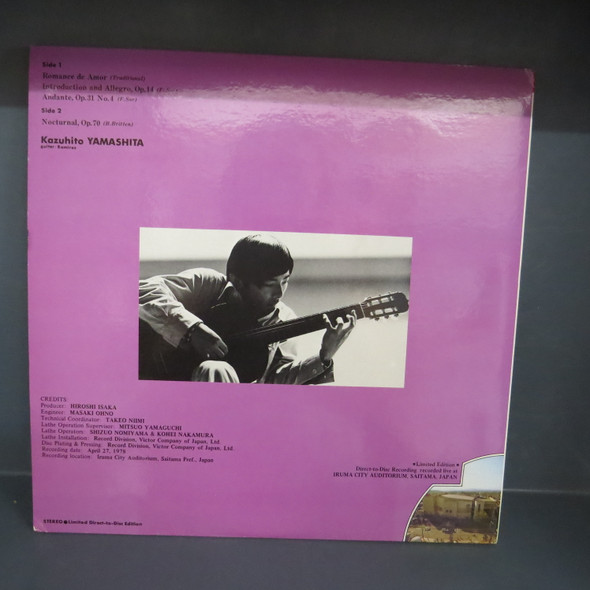 Side 1
Romance de Amor (Traditional)
Introduction and Allegro, Op.14
Andante, Op.31 No.4 (F.Sor)
Side 2
Nocturnal, Op.70 (B.Britten)
Kazuhito YAMASHITA
guitar: Ramirez
CREDITS
Producer: HIROSHI ISAKA
Engineer: MASAKI OHNO
Technical Coordinator: TAKEO NIIMI
Lathe Operation Supervisor: MITSUO YAMAGUCHI
Lathe Operators: SHIZUO NOMIYAMA & KOHEI NAKAMURA
Lathe Installation: Record Division, Victor Company of Japan, Ltd.
Disc Plating & Pressing: Record Division, Victor Company of Japan, Ltd.
Recording date: April 27, 1978
Recording location: Iruma City Auditorium, Saitama Pref., Japan
●Limited Edition●
Direct-to-Disc Recording recorded live at
IRUMA CITY AUDITORIUM, SAITAMA, JAPAN
STEREO●Limited Direct-to-Disc Edition